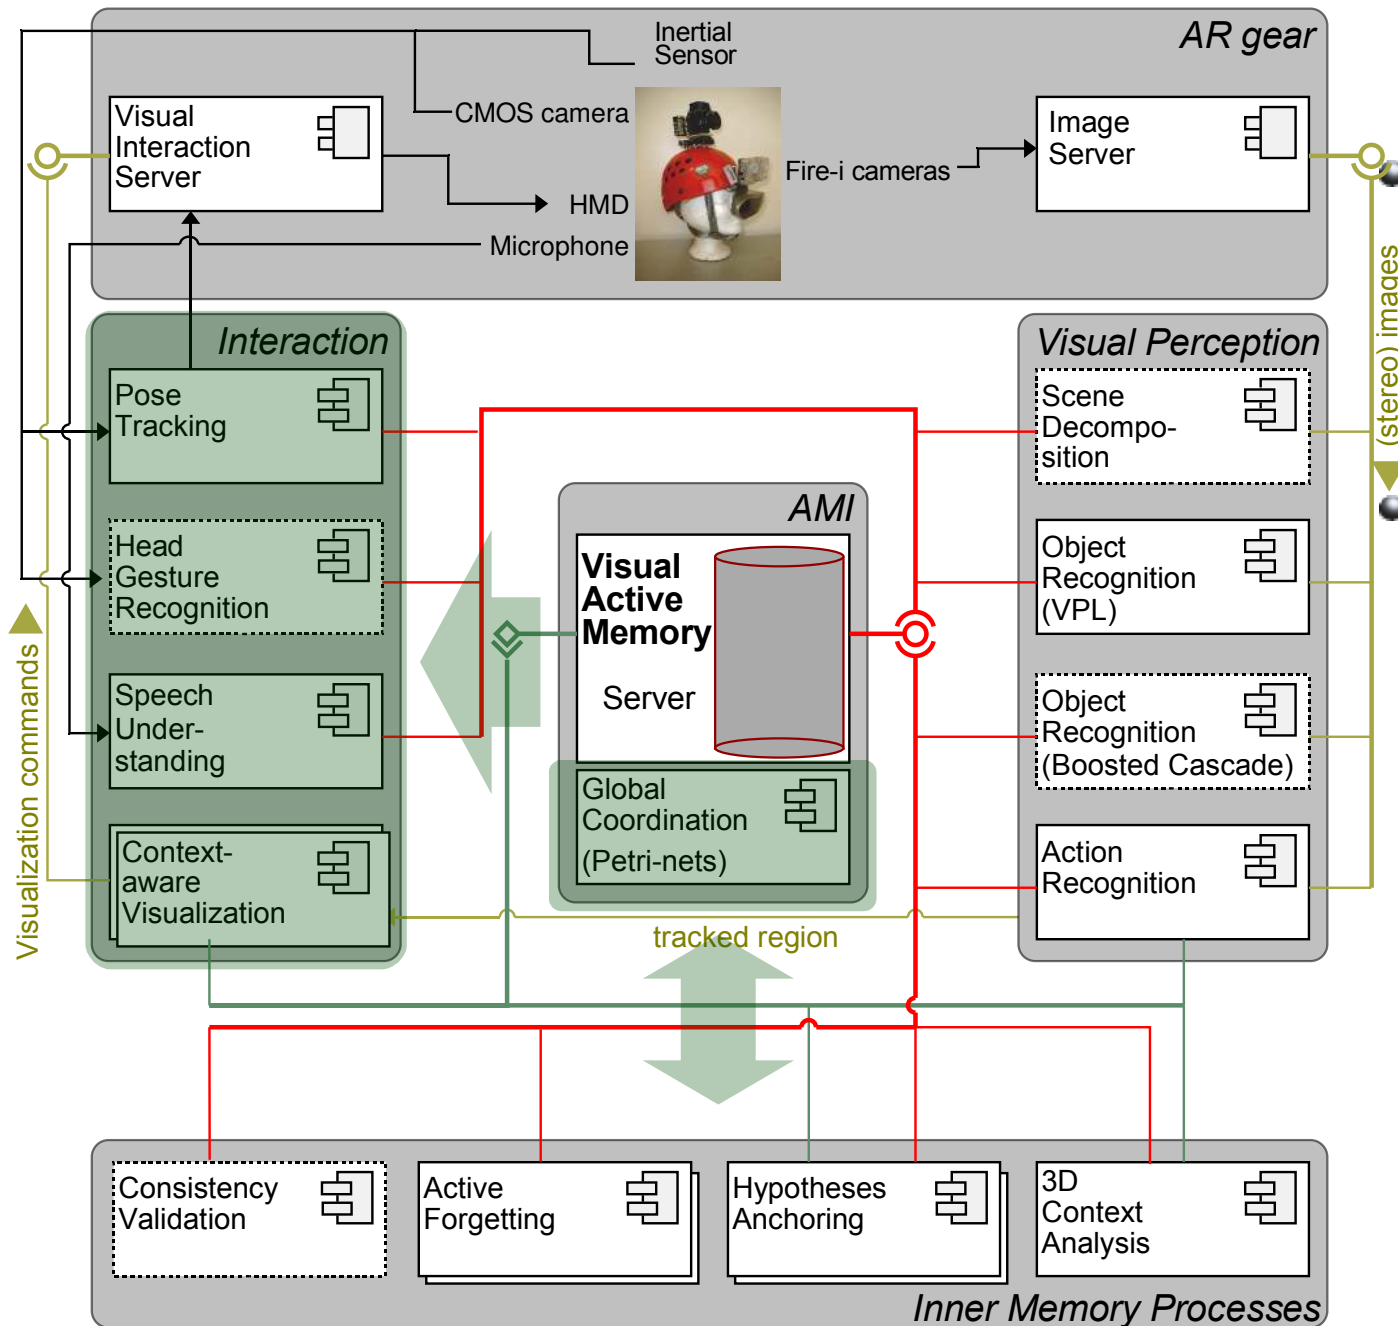 AR gear
Inertial
Sensor
CMOS camera
Visual
Interaction
Server
HMD
Microphone
Fire-i cameras
Image
Server
(stereo) images
Interaction
Pose
Tracking
Head
Gesture
Recognition
Speech
Under-
standing
Context-
aware
Visualization
Visualization commands
AMI
Visual
Active
Memory
Server
Global
Coordination
(Petri-nets)
tracked region
Visual Perception
Scene
Decompo-
sition
Object
Recognition
(VPL)
Object
Recognition
(Boosted Cascade)
Action
Recognition
Consistency
Validation
Active
Forgetting
Hypotheses
Anchoring
3D
Context
Analysis
Inner Memory Processes